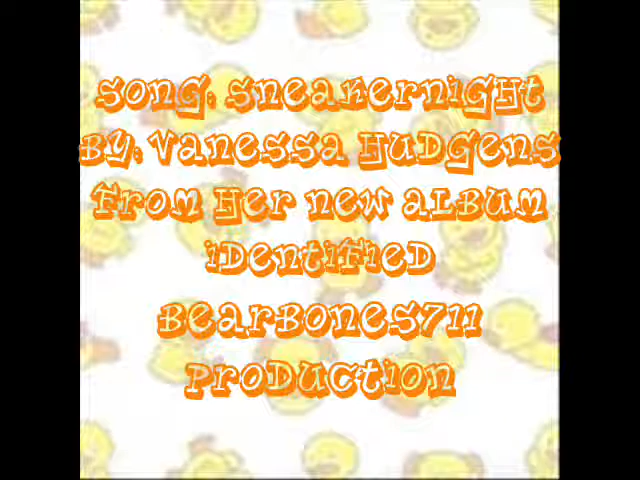 Song: Sneakernight
By: Vanessa Hudgens
From Her new album
identified
Bearbones711
Production